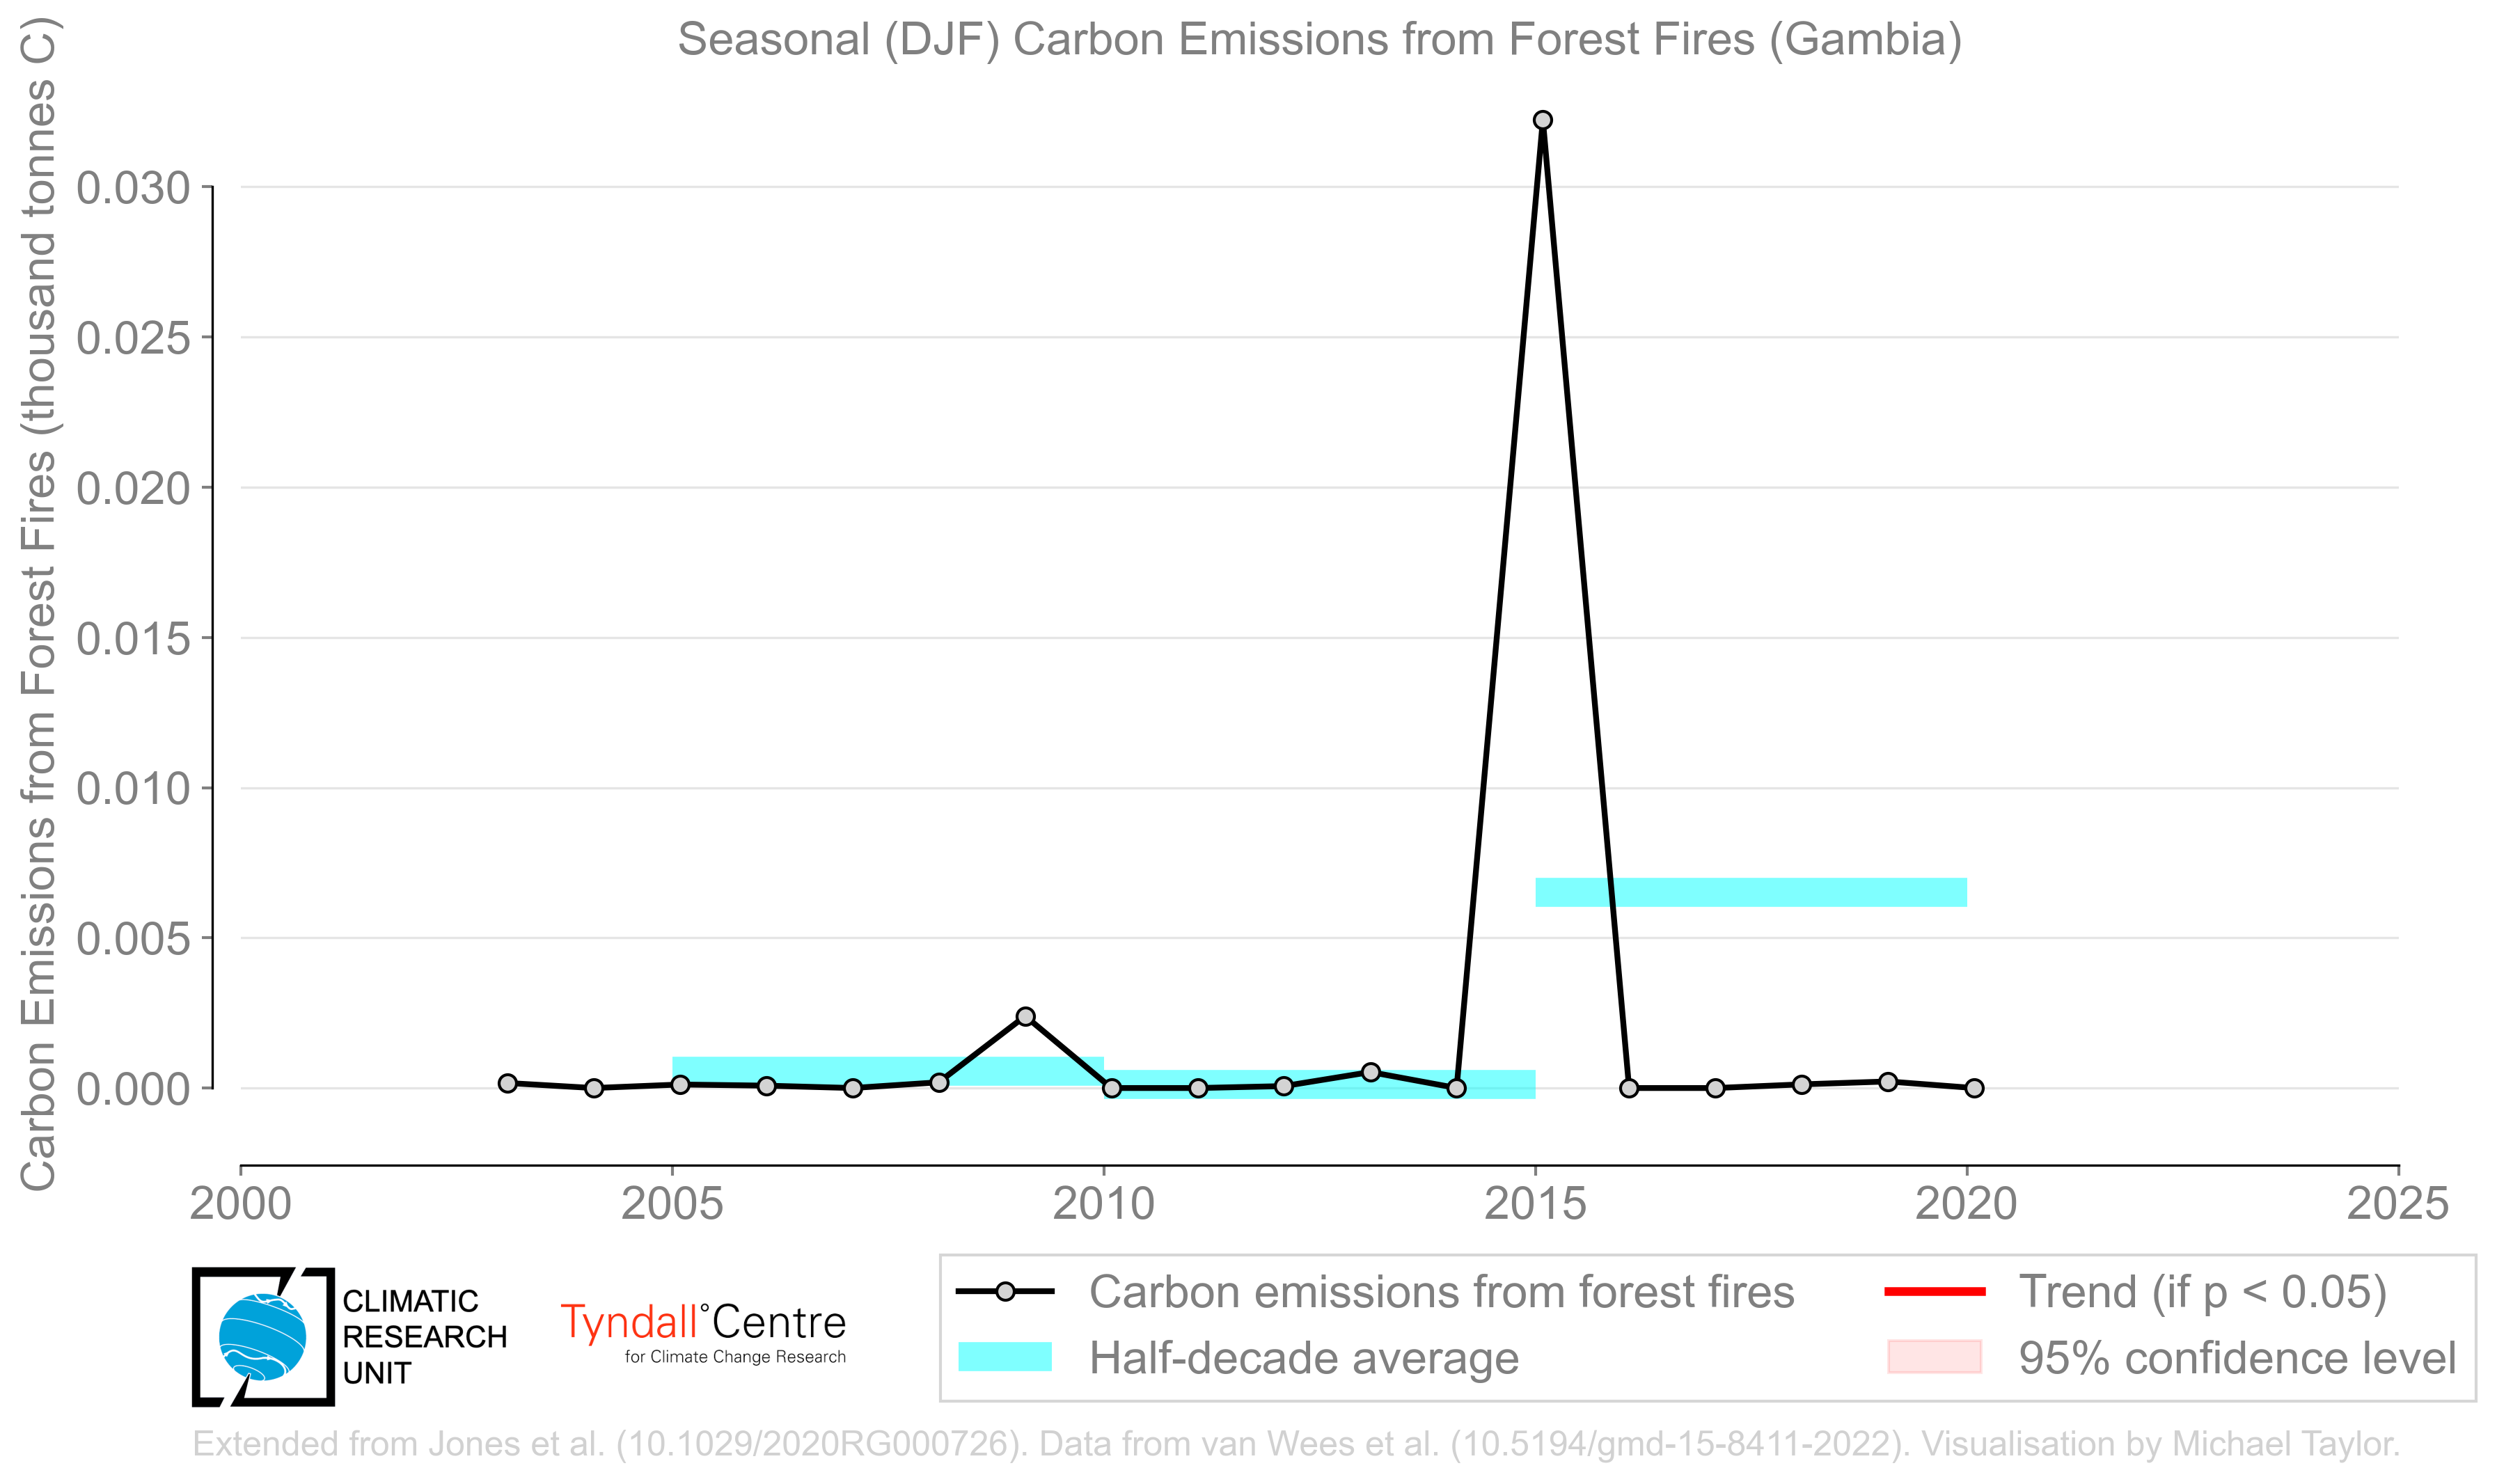 Seasonal (DJF) Carbon Emissions from Forest Fires (Gambia)
Carbon Emissions from Forest Fires (thousand tonnes C)
0.030
0.025
0.020
0.015
0.010
0.005
0.000
2000 2005 2010 2015 2020 2025
CLIMATIC
RESEARCH
UNIT
Tyndall°Centre
for Climate Change Research
Carbon emissions from forest fires
Half-decade average
Trend (if p < 0.05)
95% confidence level
Extended from Jones et al. (10.1029/2020RG000726). Data from van Wees et al. (10.5194/gmd-15-8411-2022). Visualisation by Michael Taylor.